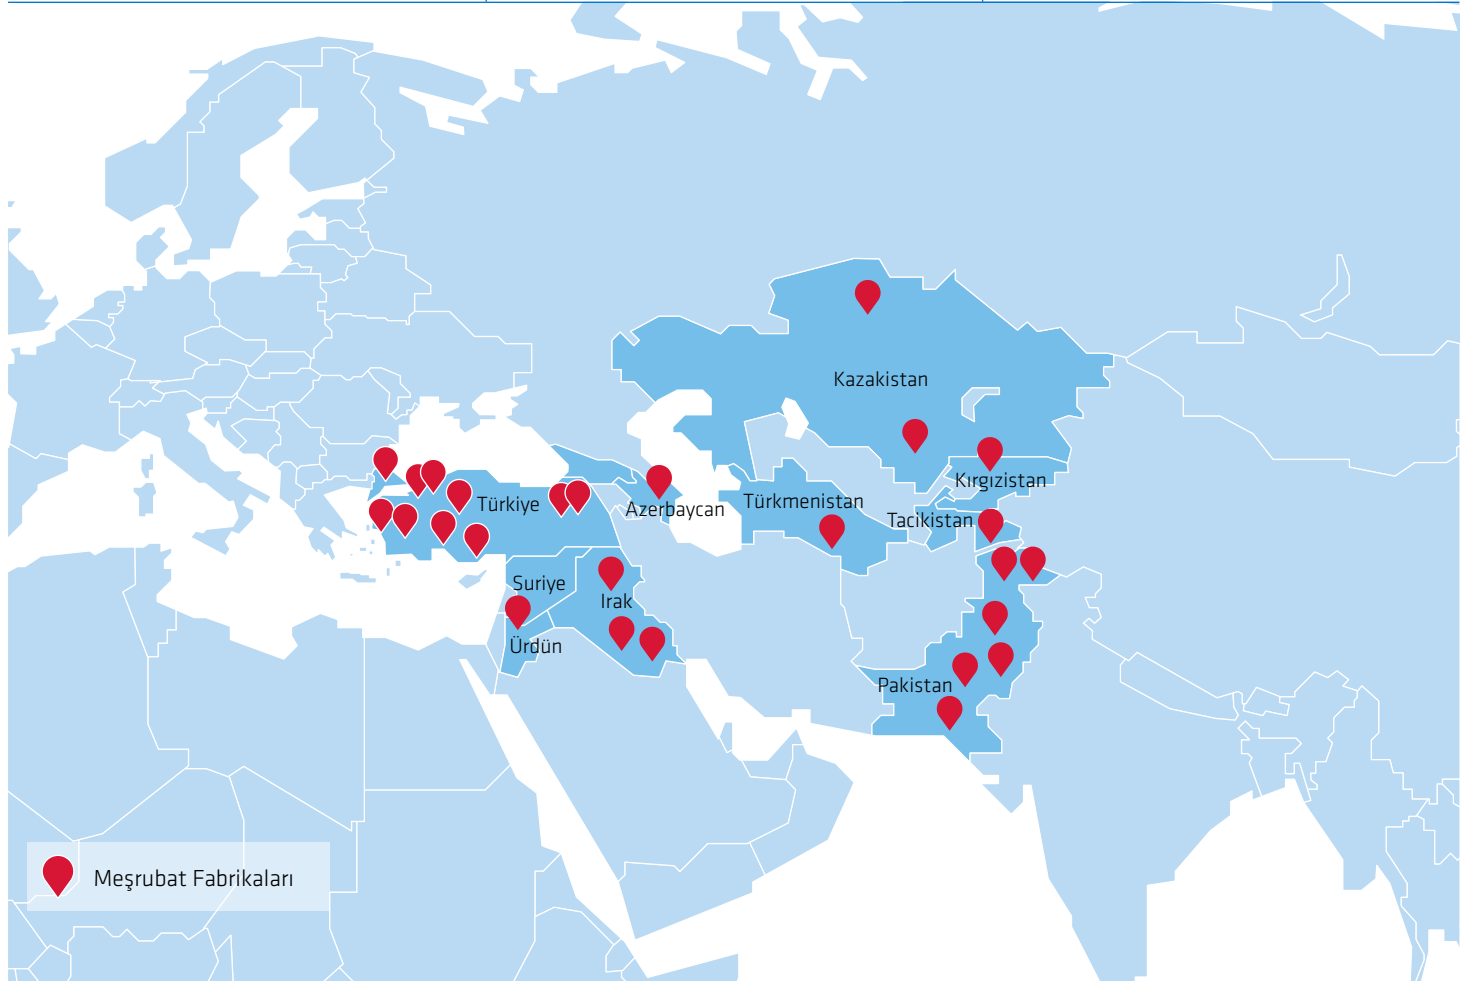 Kazakistan
Kırgızistan
Türkiye
Azerbaycan
Türkmenistan
Tacikistan
Suriye
Irak
Ürdün
Pakistan
Meşrubat Fabrikaları